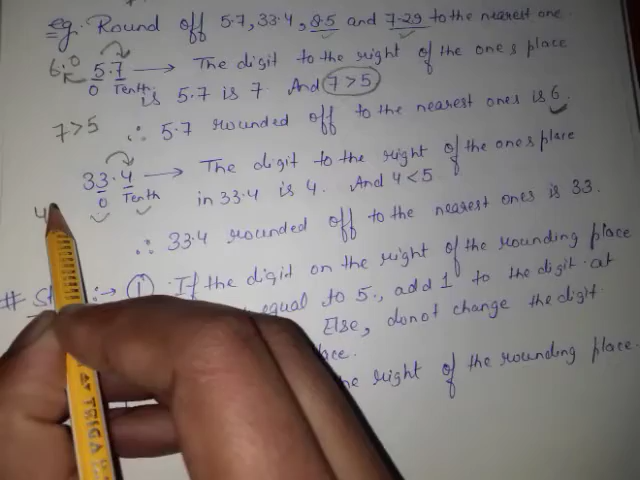 eg. Round off 5.7, 33.4, 8.5 and 7.29 to the nearest one.
6.0 5.7 → The digit to the right of the ones place
O Tenth is 5.7 is 7. And 7>5
7>5 ∴ 5.7 rounded off to the nearest ones is 6.
33.4 → The digit to the right of the ones place
O Tenth in 33.4 is 4. And 4<5
4
∴ 33.4 rounded off to the nearest ones is 33.
# St :→ ① If the digit on the right of the rounding place
equal to 5., add 1 to the digit at
Else, do not change the digit.
the right of the rounding place.
TRIGA